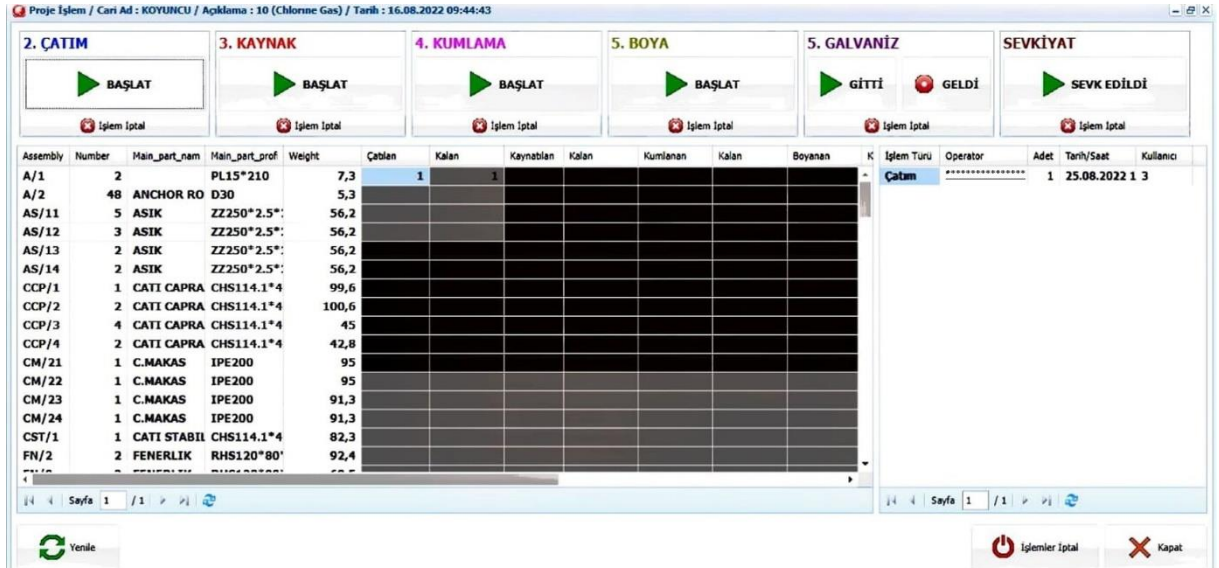 Proje İşlem / Cari Ad : KOYUNCU / Açıklama : 10 (Chlorine Gas) / Tarih : 16.08.2022 09:44:43
2. ÇATIM 3. KAYNAK 4. KUMLAMA 5. BOYA 5. GALVANİZ SEVKİYAT
BAŞLAT BAŞLAT BAŞLAT BAŞLAT GİTTİ GELDİ SEVK EDİLDİ
İşlem İptal İşlem İptal İşlem İptal İşlem İptal İşlem İptal İşlem İptal
Assembly Number Main_part_nam Main_part_prof Weight Çatılan Kalan Kaynatılan Kalan Kumlanan Kalan Boyanan K İşlem Türü Operator Adet Tarih/Saat Kullanıcı
A/1 2 PL15*210 7,3 1 1 Çatım **************** 1 25.08.2022 1 3
A/2 48 ANCHOR RO D30 5,3
AS/11 5 ASIK ZZ250*2.5*: 56,2
AS/12 3 ASIK ZZ250*2.5*: 56,2
AS/13 2 ASIK ZZ250*2.5*: 56,2
AS/14 2 ASIK ZZ250*2.5*: 56,2
CCP/1 1 CATI CAPRA CHS114.1*4 99,6
CCP/2 2 CATI CAPRA CHS114.1*4 100,6
CCP/3 4 CATI CAPRA CHS114.1*4 45
CCP/4 2 CATI CAPRA CHS114.1*4 42,8
CM/21 1 C.MAKAS IPE200 95
CM/22 1 C.MAKAS IPE200 95
CM/23 1 C.MAKAS IPE200 91,3
CM/24 1 C.MAKAS IPE200 91,3
CST/1 1 CATI STABIL CHS114.1*4 82,3
FN/2 2 FENERLIK RHS120*80* 92,4
Sayfa 1 / 1 Sayfa 1 / 1
Yenile İşlemler İptal Kapat